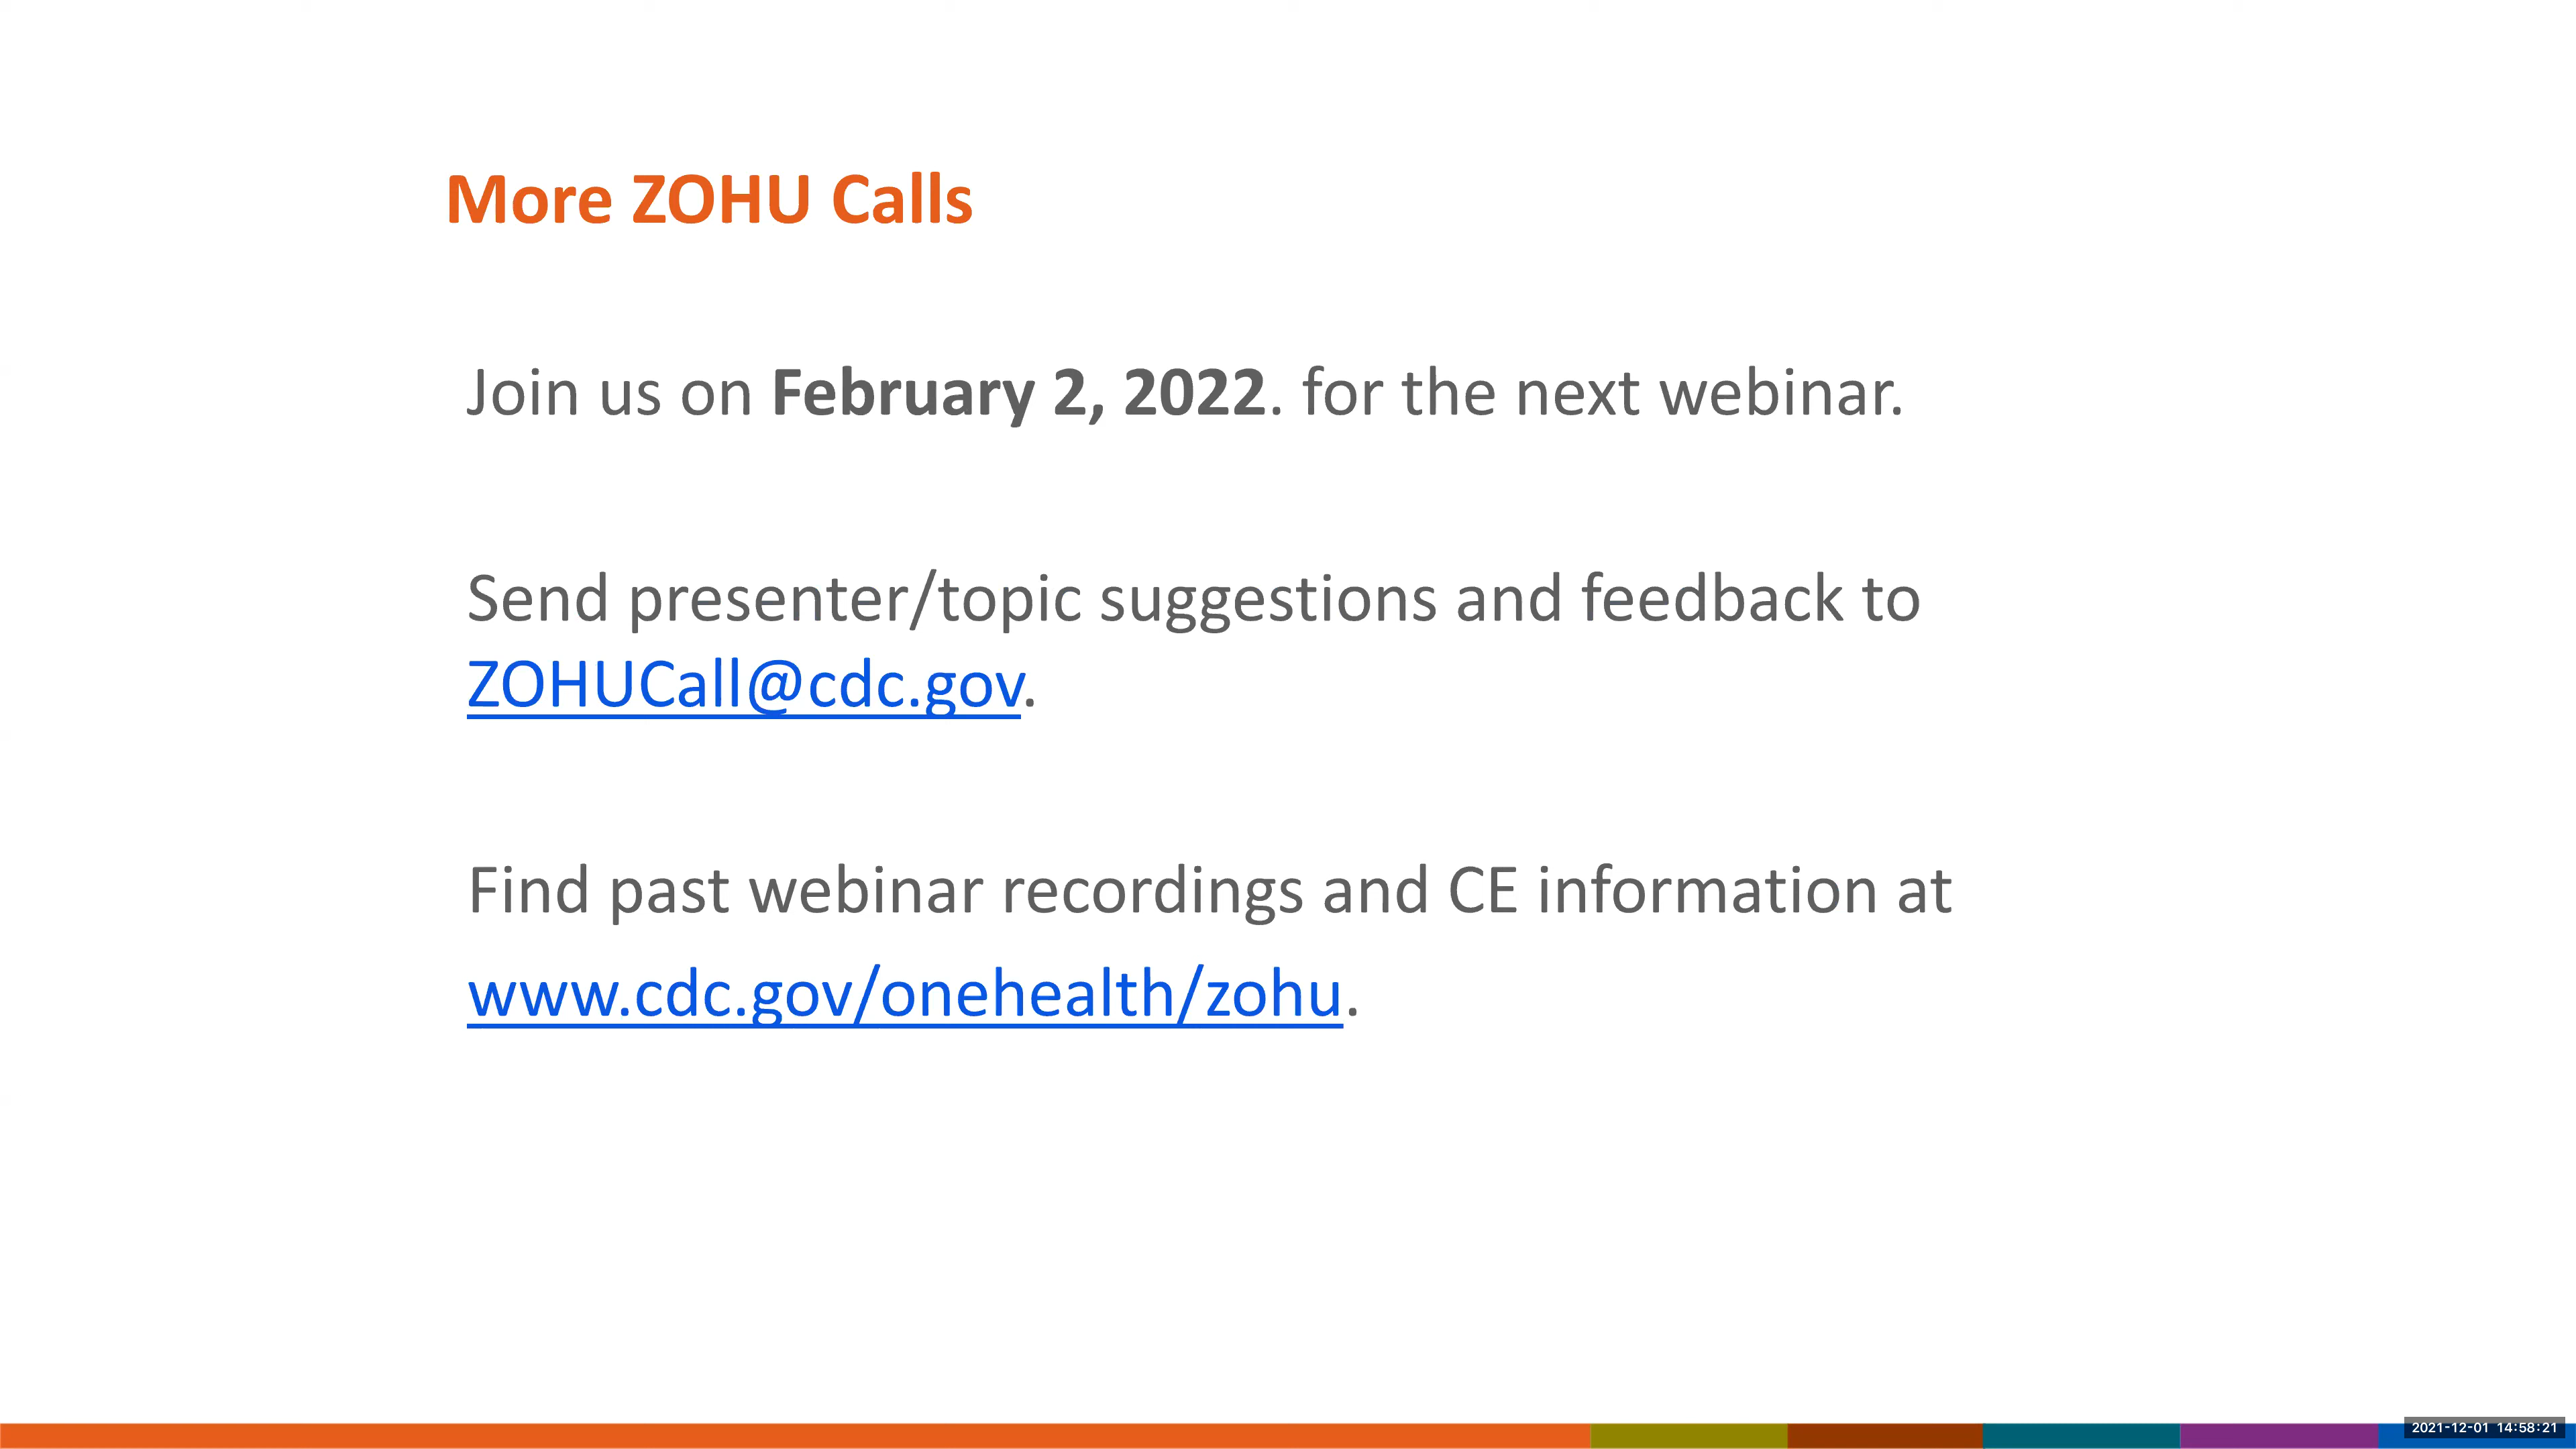 More ZOHU Calls
Join us on February 2, 2022. for the next webinar.
Send presenter/topic suggestions and feedback to
ZOHUCall@cdc.gov.
Find past webinar recordings and CE information at
www.cdc.gov/onehealth/zohu.
2021-12-01 14:58:21